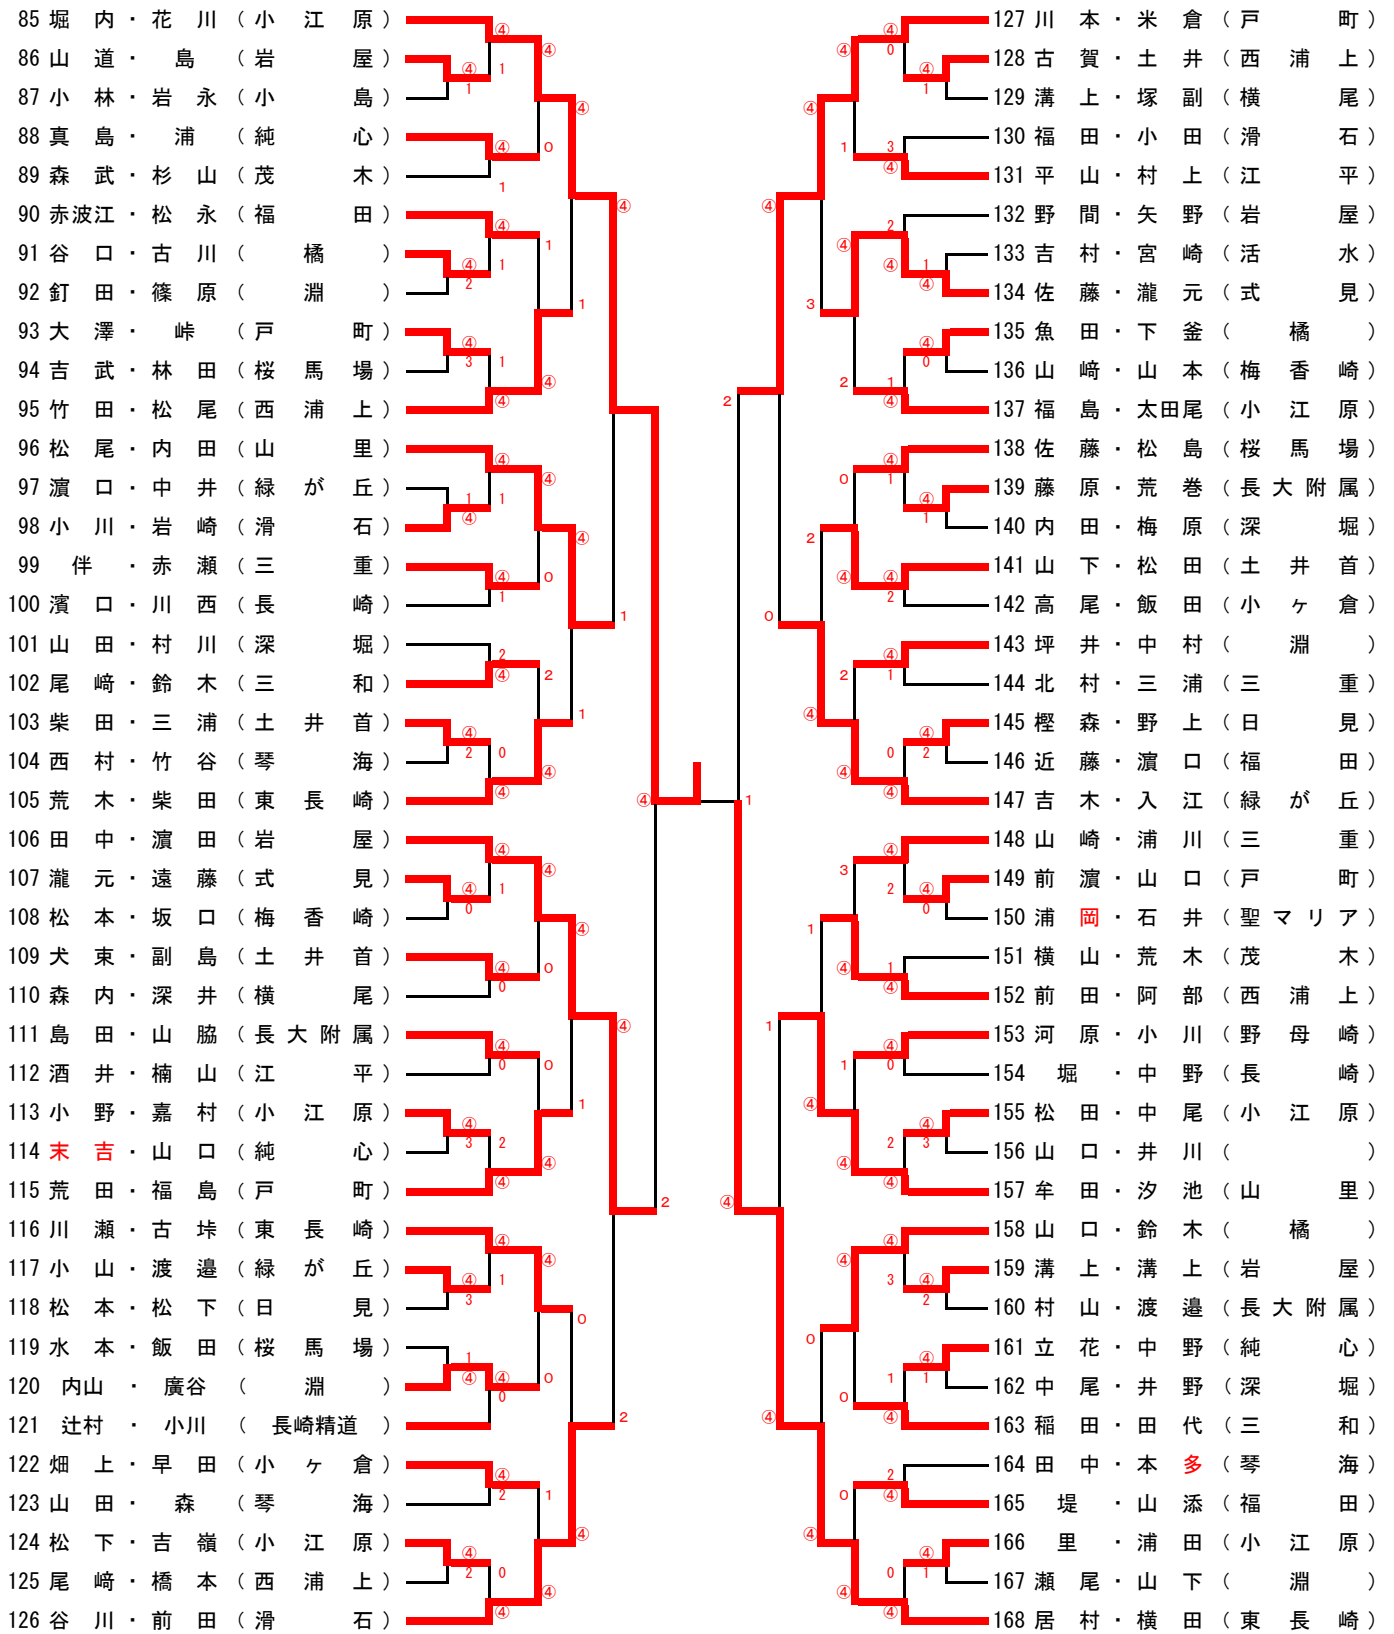 85 堀内・花川（小江原）
86 山道・島（岩屋）
87 小林・岩永（小島）
88 真島・浦（純心）
89 森武・杉山（茂木）
90 赤波江・松永（福田）
91 谷口・古川（橘）
92 釘田・篠原（淵）
93 大澤・峠（戸町）
94 吉武・林田（桜馬場）
95 竹田・松尾（西浦上）
96 松尾・内田（山里）
97 濵口・中井（緑が丘）
98 小川・岩崎（滑石）
99 伴・赤瀬（三重）
100 濱口・川西（長崎）
101 山田・村川（深堀）
102 尾﨑・鈴木（三和）
103 柴田・三浦（土井首）
104 西村・竹谷（琴海）
105 荒木・柴田（東長崎）
106 田中・濵田（岩屋）
107 瀧元・遠藤（式見）
108 松本・坂口（梅香崎）
109 犬束・副島（土井首）
110 森内・深井（横尾）
111 島田・山脇（長大附属）
112 酒井・楠山（江平）
113 小野・嘉村（小江原）
114 末吉・山口（純心）
115 荒田・福島（戸町）
116 川瀬・古垰（東長崎）
117 小山・渡邉（緑が丘）
118 松本・松下（日見）
119 水本・飯田（桜馬場）
120 内山・廣谷（淵）
121 辻村・小川（長崎精道）
122 畑上・早田（小ヶ倉）
123 山田・森（琴海）
124 松下・吉嶺（小江原）
125 尾﨑・橋本（西浦上）
126 谷川・前田（滑石）
127 川本・米倉（戸町）
128 古賀・土井（西浦上）
129 溝上・塚副（横尾）
130 福田・小田（滑石）
131 平山・村上（江平）
132 野間・矢野（岩屋）
133 吉村・宮崎（活水）
134 佐藤・瀧元（式見）
135 魚田・下釜（橘）
136 山﨑・山本（梅香崎）
137 福島・太田尾（小江原）
138 佐藤・松島（桜馬場）
139 藤原・荒巻（長大附属）
140 内田・梅原（深堀）
141 山下・松田（土井首）
142 高尾・飯田（小ヶ倉）
143 坪井・中村（淵）
144 北村・三浦（三重）
145 樫森・野上（日見）
146 近藤・濵口（福田）
147 吉木・入江（緑が丘）
148 山崎・浦川（三重）
149 前濵・山口（戸町）
150 浦岡・石井（聖マリア）
151 横山・荒木（茂木）
152 前田・阿部（西浦上）
153 河原・小川（野母崎）
154 堀・中野（長崎）
155 松田・中尾（小江原）
156 山口・井川（）
157 牟田・汐池（山里）
158 山口・鈴木（橘）
159 溝上・溝上（岩屋）
160 村山・渡邉（長大附属）
161 立花・中野（純心）
162 中尾・井野（深堀）
163 稲田・田代（三和）
164 田中・本多（琴海）
165 堤・山添（福田）
166 里・浦田（小江原）
167 瀬尾・山下（淵）
168 居村・横田（東長崎）